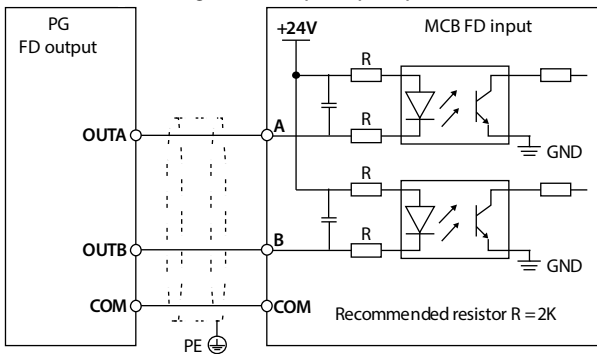 PG
FD output
+24V
MCB FD input
R
R
GND
R
R
GND
OUTA
A
OUTB
B
COM
COM
Recommended resistor R = 2K
PE